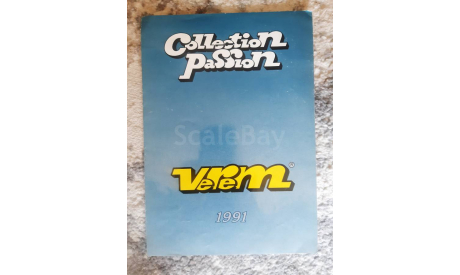 Collection
Passion
ScaleBay
Verem®
1991